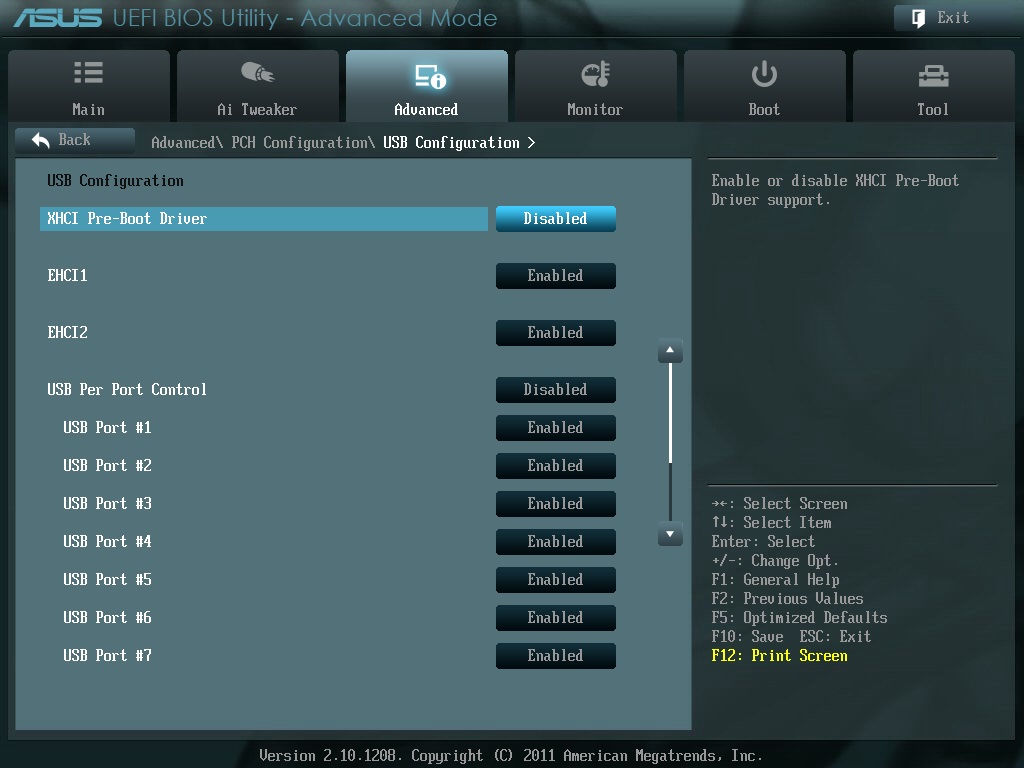 ASUS UEFI BIOS Utility - Advanced Mode
Exit
Main
Ai Tweaker
Advanced
Monitor
Boot
Tool
Back
Advanced\ PCH Configuration\ USB Configuration >
USB Configuration
XHCI Pre-Boot Driver Disabled
EHCI1 Enabled
EHCI2 Enabled
USB Per Port Control Disabled
USB Port #1 Enabled
USB Port #2 Enabled
USB Port #3 Enabled
USB Port #4 Enabled
USB Port #5 Enabled
USB Port #6 Enabled
USB Port #7 Enabled
Enable or disable XHCI Pre-Boot
Driver support.
→←: Select Screen
↑↓: Select Item
Enter: Select
+/-: Change Opt.
F1: General Help
F2: Previous Values
F5: Optimized Defaults
F10: Save ESC: Exit
F12: Print Screen
Version 2.10.1208. Copyright (C) 2011 American Megatrends, Inc.